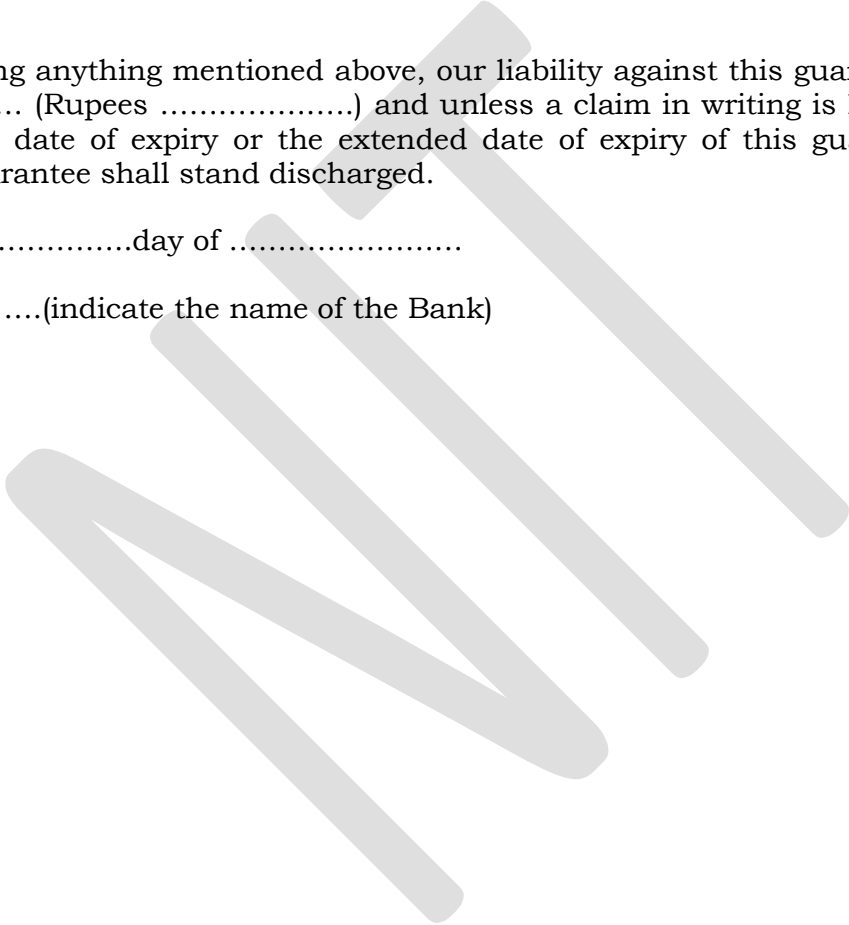 ng anything mentioned above, our liability against this gua
… (Rupees ………………..) and unless a claim in writing is
date of expiry or the extended date of expiry of this gu
rantee shall stand discharged.
…………..day of ……………………
….(indicate the name of the Bank)
NIT